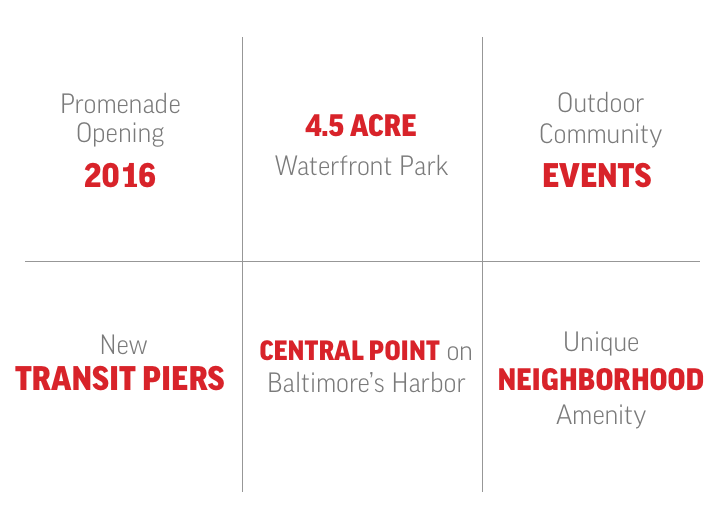 Promenade
Opening
2016
4.5 ACRE
Waterfront Park
Outdoor
Community
EVENTS
New
TRANSIT PIERS
CENTRAL POINT on
Baltimore’s Harbor
Unique
NEIGHBORHOOD
Amenity